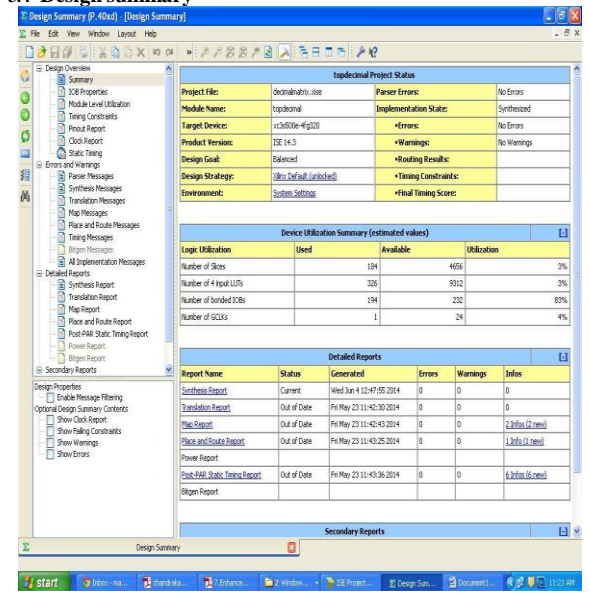 3.7 Design summary
Design Summary (P.40xd) - [Design Summary]
File Edit View Window Layout Help
Design Overview
Summary
IOB Properties
Module Level Utilization
Timing Constraints
Pinout Report
Clock Report
Static Timing
Errors and Warnings
Parser Messages
Synthesis Messages
Translation Messages
Map Messages
Place and Route Messages
Timing Messages
Bitgen Messages
All Implementation Messages
Detailed Reports
Synthesis Report
Translation Report
Map Report
Place and Route Report
Post-PAR Static Timing Report
Power Report
Bitgen Report
Secondary Reports
Design Properties
Enable Message Filtering
Optional Design Summary Contents
Show Clock Report
Show Failing Constraints
Show Warnings
Show Errors
topdecimal Project Status
Project File: decmalmatrix.xise Parser Errors: No Errors
Module Name: topdecimal Implementation State: Synthesized
Target Device: xc3s500e-4fg320 •Errors: No Errors
Product Version: ISE 14.3 •Warnings: No Warnings
Design Goal: Balanced •Routing Results:
Design Strategy: Xilinx Default (unlocked) •Timing Constraints:
Environment: System Settings •Final Timing Score:
Device Utilization Summary (estimated values) [-]
Logic Utilization Used Available Utilization
Number of Slices 184 4656 3%
Number of 4 input LUTs 326 9312 3%
Number of bonded IOBs 194 232 83%
Number of GCLKs 1 24 4%
Detailed Reports [-]
Report Name Status Generated Errors Warnings Infos
Synthesis Report Current Wed Jun 4 12:47:55 2014 0 0 0
Translation Report Out of Date Fri May 23 11:42:30 2014 0 0 0
Map Report Out of Date Fri May 23 11:42:43 2014 0 0 2 Infos (2 new)
Place and Route Report Out of Date Fri May 23 11:43:25 2014 0 0 1 Info (1 new)
Power Report
Post-PAR Static Timing Report Out of Date Fri May 23 11:43:36 2014 0 0 6 Infos (6 new)
Bitgen Report
Secondary Reports [-]
Design Summary
start Inbox - ma... chandraka... 7.Enhance... 2 Window... ISE Project... Design Sum... Document1... 11:21 AM